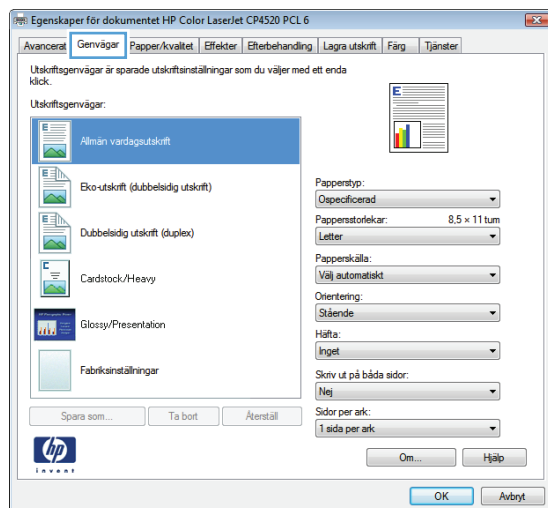 Egenskaper för dokumentet HP Color LaserJet CP4520 PCL 6
Avancerat Genvägar Papper/kvalitet Effekter Efterbehandling Lagra utskrift Färg Tjänster
Utskriftsgenvägar är sparade utskriftsinställningar som du väljer med ett enda
klick.
Utskriftsgenvägar:
Allmän vardagsutskrift
Eko-utskrift (dubbelsidig utskrift)
Dubbelsidig utskrift (duplex)
Cardstock/Heavy
Glossy/Presentation
Fabriksinställningar
Spara som... Ta bort Återställ
Papperstyp:
Ospecificerad
Pappersstorlekar: 8,5 × 11 tum
Letter
Papperskälla:
Välj automatiskt
Orientering:
Stående
Häfta:
Inget
Skriv ut på båda sidor:
Nej
Sidor per ark:
1 sida per ark
hp
invent
Om... Hjälp
OK Avbryt